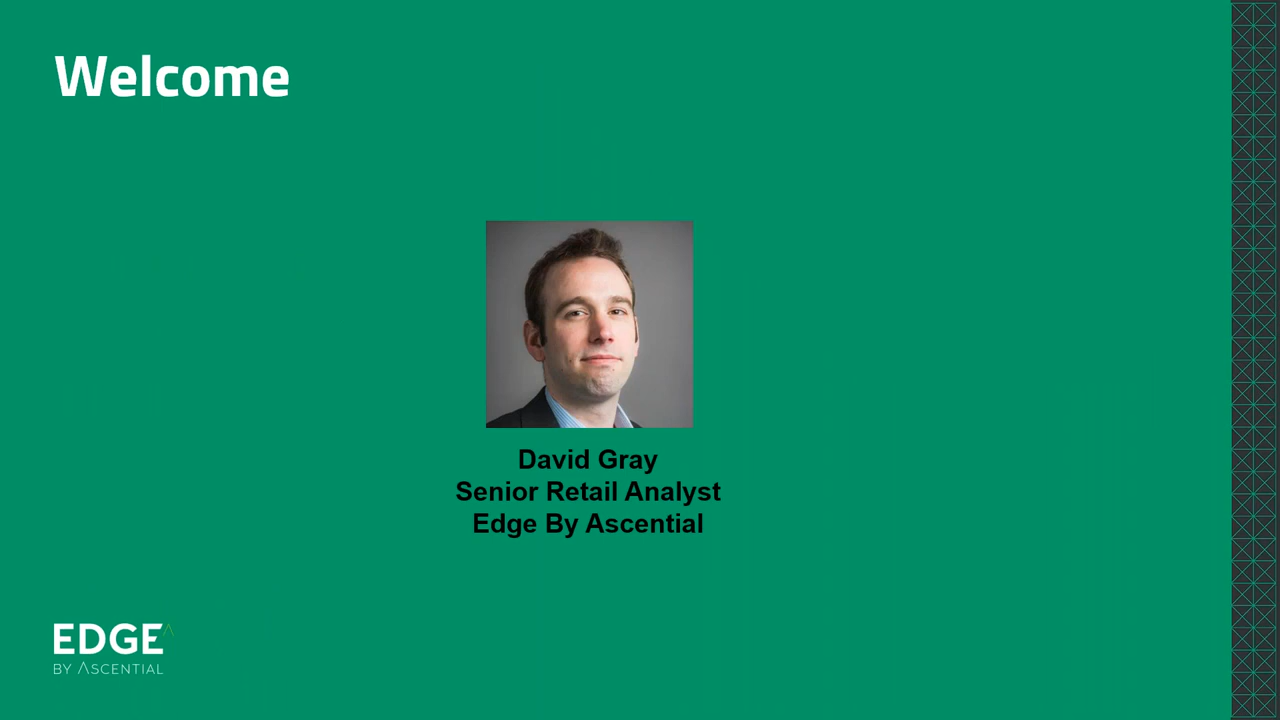 Welcome
David Gray
Senior Retail Analyst
Edge By Ascential
EDGE
BY ASCENTIAL